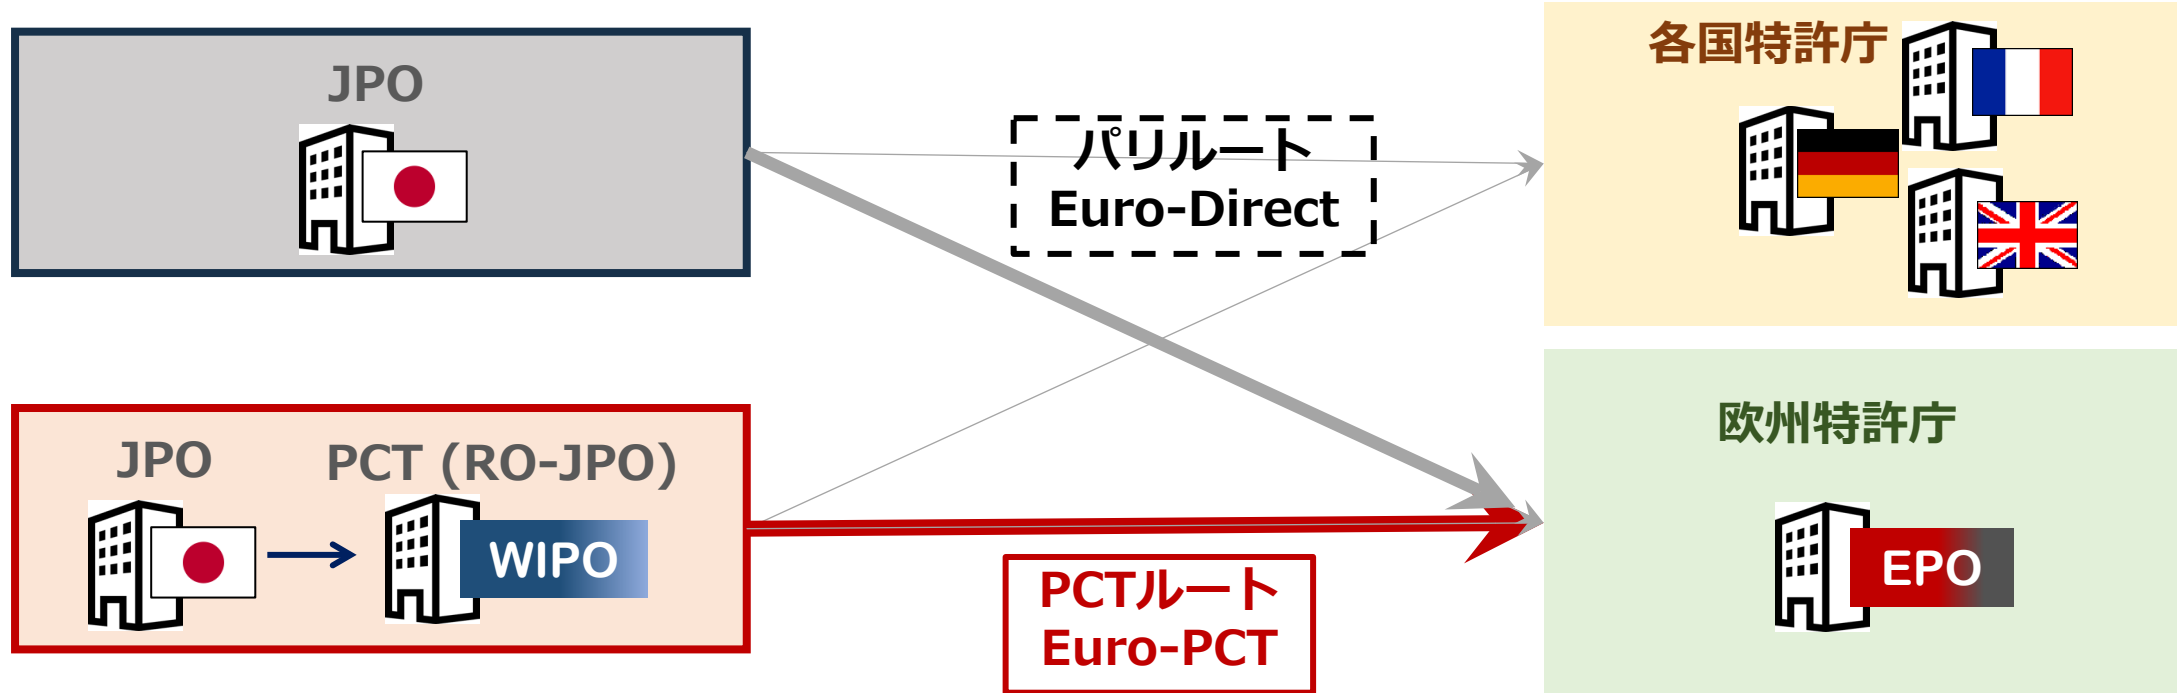 JPO
パリルート
Euro-Direct
各国特許庁
JPO
PCT (RO-JPO)
WIPO
PCTルート
Euro-PCT
欧州特許庁
EPO